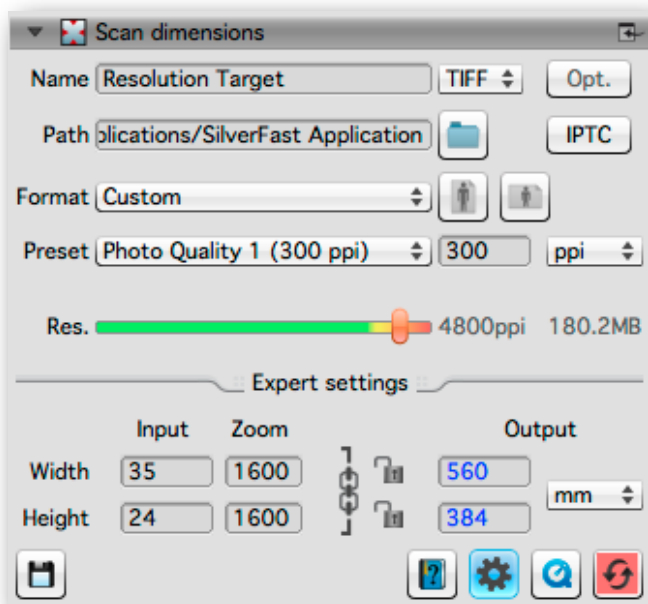 Scan dimensions
Name Resolution Target TIFF Opt.
Path plications/SilverFast Application IPTC
Format Custom
Preset Photo Quality 1 (300 ppi) 300 ppi
Res. 4800ppi 180.2MB
Expert settings
Input Zoom Output
Width 35 1600 560
mm
Height 24 1600 384